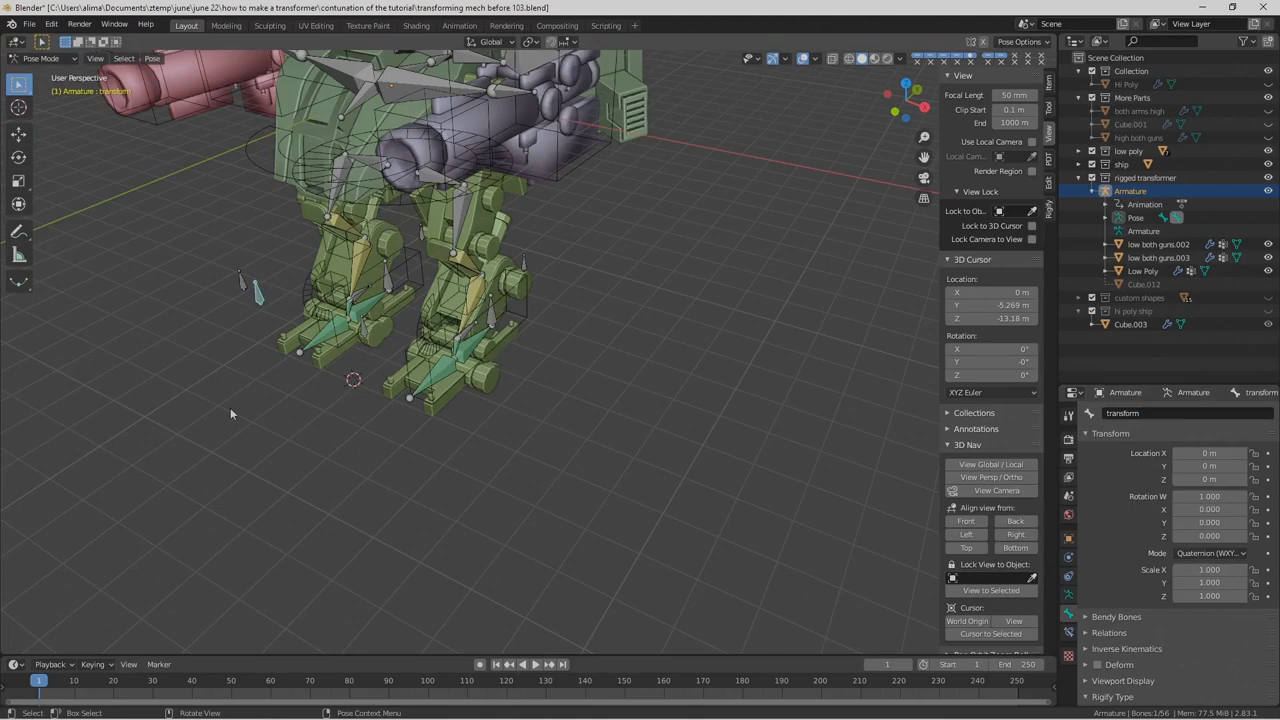 Blender* [C:\Users\alima\Documents\ztemp\june\june 22\how to make a transformer\contunation of the tutorial\transforming mech before 103.blend]
File Edit Render Window Help Layout Modeling Sculpting UV Editing Texture Paint Shading Animation Rendering Compositing Scripting Scene View Layer
Global Pose Options
Pose Mode View Select Pose
User Perspective
(1) Armature : transform
View
Focal Lengt 50 mm
Clip Start 0.1 m
End 1000 m
Use Local Camera
Local Cam...
Render Region
View Lock
Lock to Ob...
Lock to 3D Cursor
Lock Camera to View
3D Cursor
Location:
X 0 m
Y -5.269 m
Z -13.18 m
Rotation:
X 0°
Y -0°
Z 0°
XYZ Euler
Collections
Annotations
3D Nav
View Global / Local
View Persp / Ortho
View Camera
Align view from:
Front Back
Left Right
Top Bottom
Lock View to Object:
View to Selected
Cursor:
World Origin View
Cursor to Selected
Item
Tool
View
PDT
Edit
Rigify
Scene Collection
Collection
Hi Poly
More Parts
both arms high
Cube.001
high both guns
low poly
ship
rigged transformer
Armature
Animation
Pose
Armature
low both guns.002
low both guns.003
Low Poly
Cube.012
custom shapes
hi poly ship
Cube.003
Armature Armature transform
transform
Transform
Location X 0 m
Y 0 m
Z 0 m
Rotation W 1.000
X 0.000
Y 0.000
Z 0.000
Mode Quaternion (WXY...
Scale X 1.000
Y 1.000
Z 1.000
Bendy Bones
Relations
Inverse Kinematics
Deform
Viewport Display
Rigify Type
Playback Keying View Marker 1 Start 1 End 250
1 10 20 30 40 50 60 70 80 90 100 110 120 130 140 150 160 170 180 190 200 210 220 230 240 250
Select Box Select Rotate View Pose Context Menu Armature | Bones:1/56 | Mem: 77.5 MiB | 2.83.1